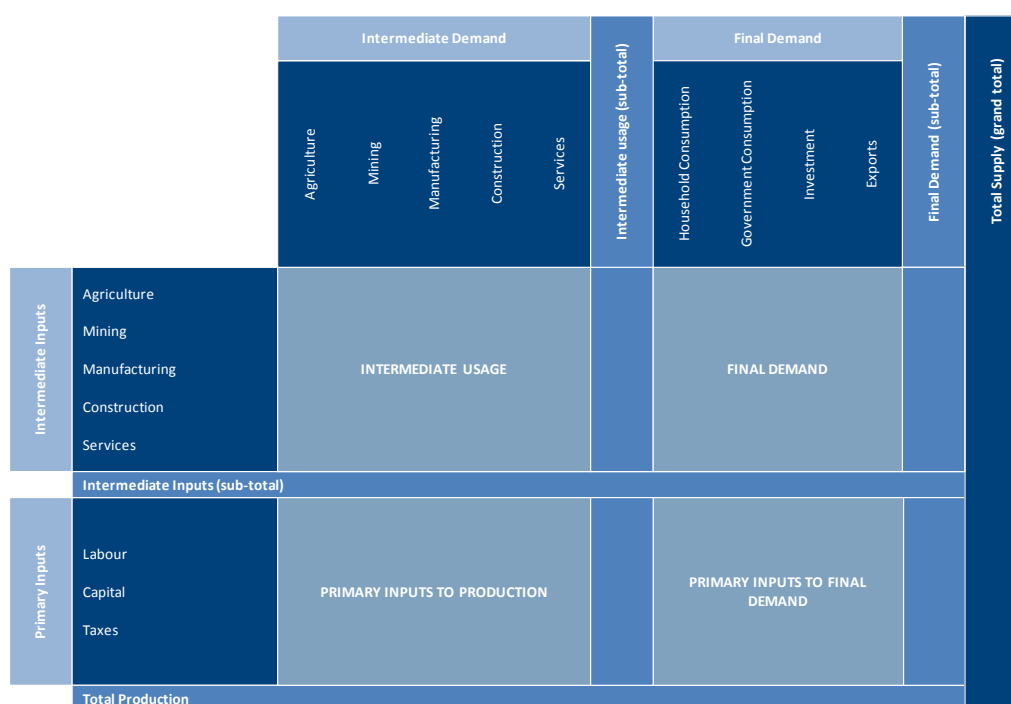 Intermediate Demand
Intermediate usage (sub-total)
Final Demand
Final Demand (sub-total)
Total Supply (grand total)
Agriculture
Mining
Manufacturing
Construction
Services
Household Consumption
Government Consumption
Investment
Exports
Intermediate Inputs
Agriculture
Mining
Manufacturing
Construction
Services
INTERMEDIATE USAGE
FINAL DEMAND
Intermediate Inputs (sub-total)
Primary Inputs
Labour
Capital
Taxes
PRIMARY INPUTS TO PRODUCTION
PRIMARY INPUTS TO FINAL
DEMAND
Total Production